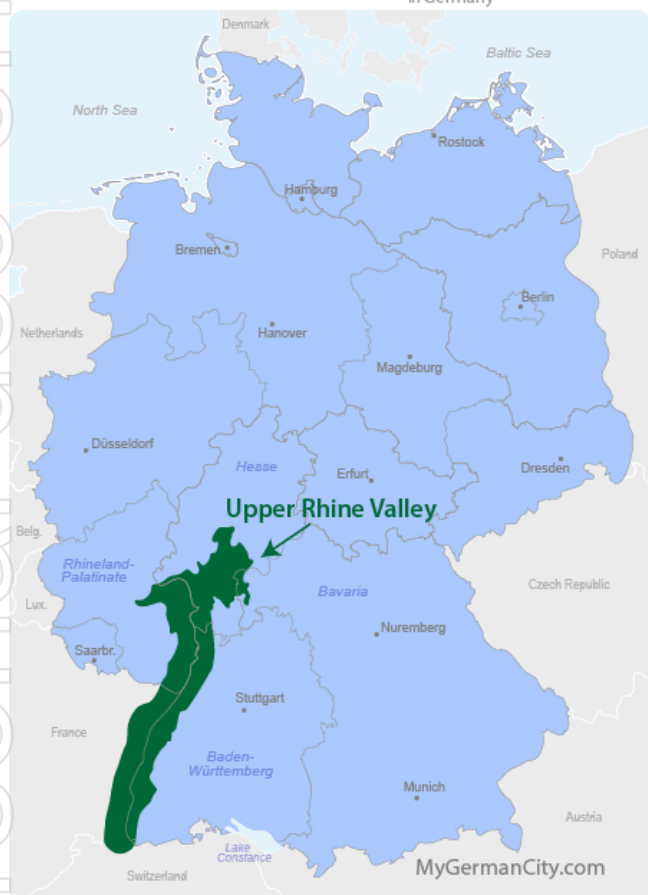 in Germany
Denmark
Baltic Sea
North Sea
Rostock
Hamburg
Bremen
Poland
Berlin
Netherlands
Hanover
Magdeburg
Düsseldorf
Hesse
Erfurt
Dresden
Upper Rhine Valley
Belg.
Rhineland-
Palatinate
Czech Republic
Bavaria
Lux.
Nuremberg
Saarbr.
Stuttgart
France
Baden-
Württemberg
Munich
Austria
Lake
Constance
MyGermanCity.com
Switzerland